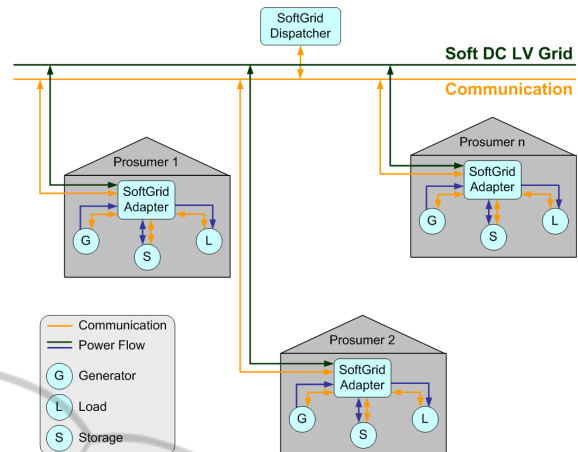 SoftGrid
Dispatcher
Soft DC LV Grid
Communication
Prosumer 1
SoftGrid
Adapter
G
S
L
Prosumer n
SoftGrid
Adapter
G
S
L
Prosumer 2
SoftGrid
Adapter
G
S
L
Communication
Power Flow
G Generator
L Load
S Storage